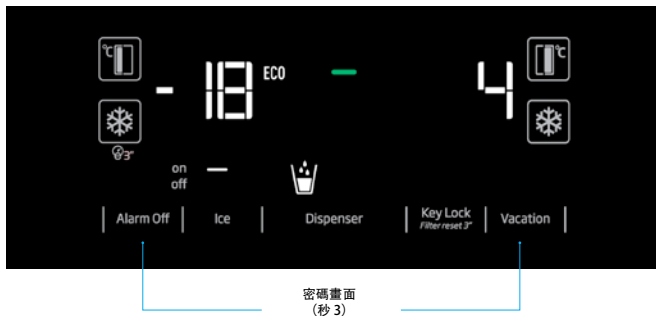 °C
°C
- 18 ECO
4
3"
on
off
Alarm Off Ice Dispenser Key Lock Vacation
Filter reset 3"
密碼畫面
(秒 3)